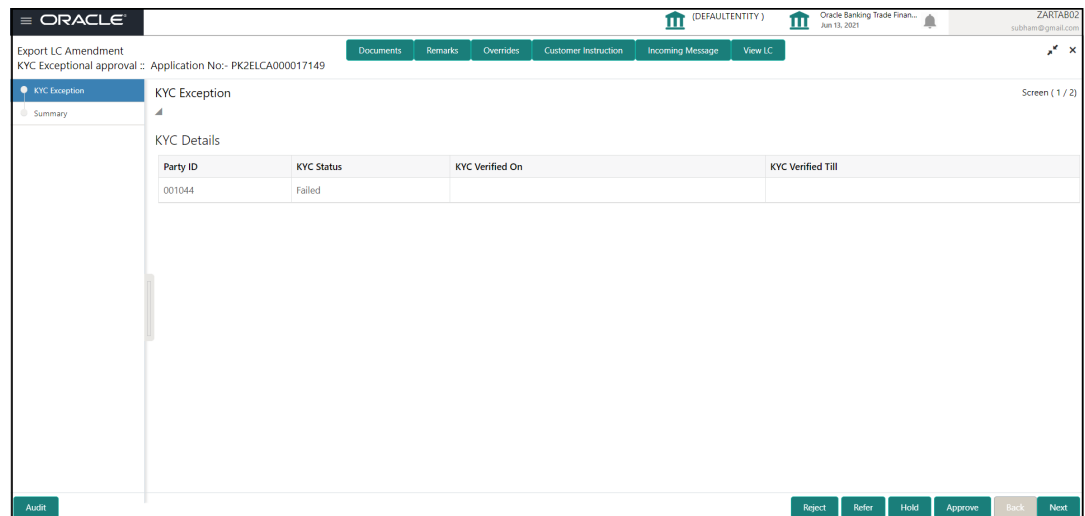 ORACLE
(DEFAULTENTITY )
Oracle Banking Trade Finan...
Jun 13, 2021
ZARTAB02
subham@gmail.com
Export LC Amendment
KYC Exceptional approval :: Application No:- PK2ELCA000017149
Documents
Remarks
Overrides
Customer Instruction
Incoming Message
View LC
KYC Exception
Summary
KYC Exception
Screen ( 1 / 2)
KYC Details
Party ID KYC Status KYC Verified On KYC Verified Till
001044 Failed
Audit
Reject
Refer
Hold
Approve
Back
Next